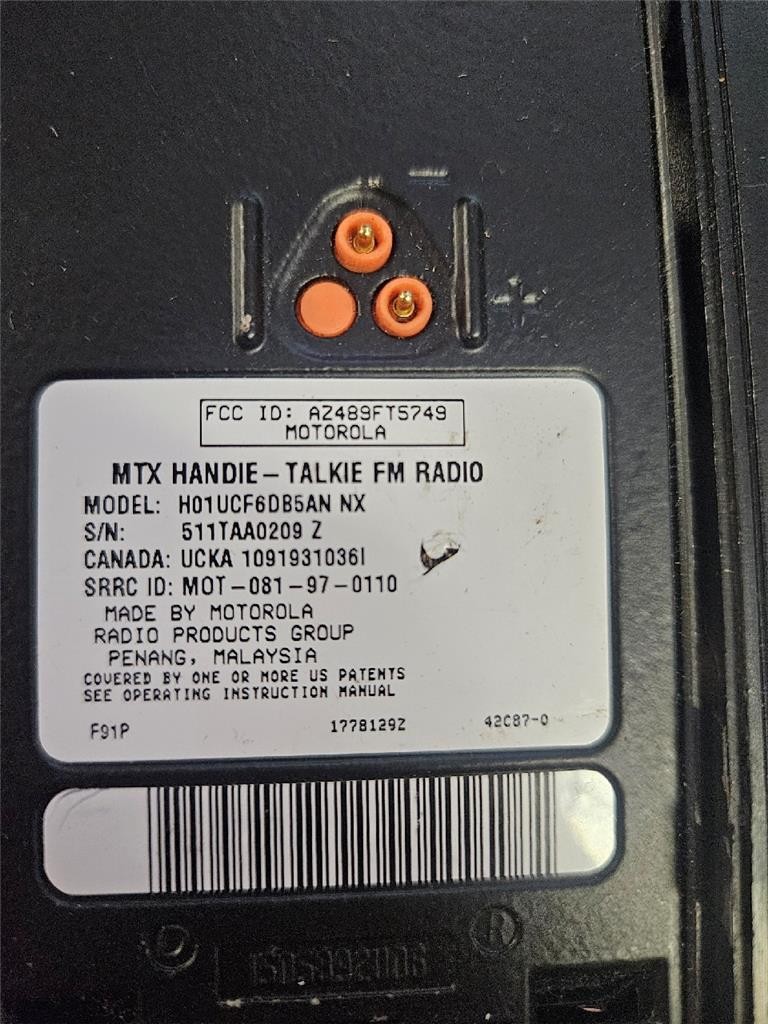 FCC ID: AZ489FT5749
MOTOROLA
MTX HANDIE-TALKIE FM RADIO
MODEL: H01UCF6DB5AN NX
S/N: 511TAA0209 Z
CANADA: UCKA 1091931036I
SRRC ID: MOT-081-97-0110
MADE BY MOTOROLA
RADIO PRODUCTS GROUP
PENANG, MALAYSIA
COVERED BY ONE OR MORE US PATENTS
SEE OPERATING INSTRUCTION MANUAL
F91P 1778129Z 42C87-0